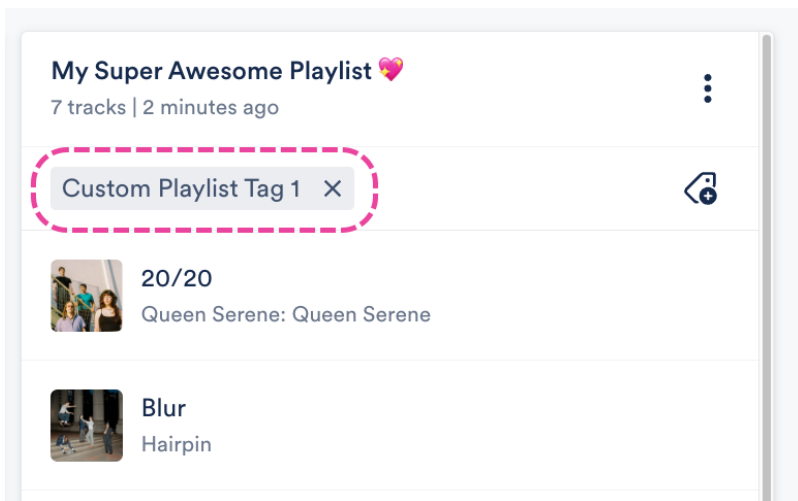 My Super Awesome Playlist 💖
7 tracks | 2 minutes ago
Custom Playlist Tag 1
20/20
Queen Serene: Queen Serene
Blur
Hairpin